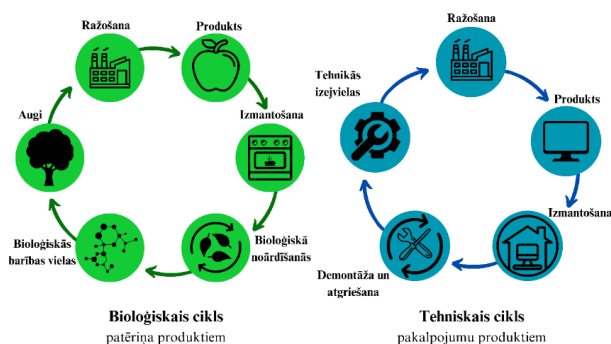 Ražošana
Produkts
Izmantošana
Bioloģiskā
noārdīšanās
Bioloģiskās
barības vielas
Augi
Bioloģiskais cikls
patēriņa produktiem
Ražošana
Produkts
Izmantošana
Demontāža un
atgriešana
Tehnikās
izejvielas
Tehniskais cikls
pakalpojumu produktiem